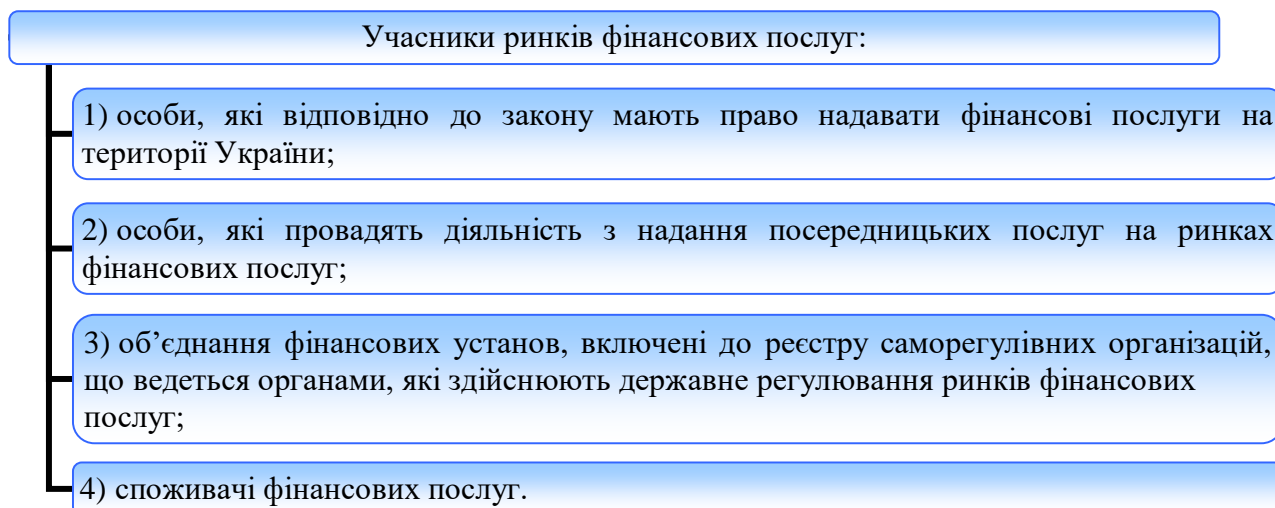 Учасники ринків фінансових послуг:
1) особи, які відповідно до закону мають право надавати фінансові послуги на
території України;
2) особи, які провадять діяльність з надання посередницьких послуг на ринках
фінансових послуг;
3) об’єднання фінансових установ, включені до реєстру саморегулівних організацій,
що ведеться органами, які здійснюють державне регулювання ринків фінансових
послуг;
4) споживачі фінансових послуг.